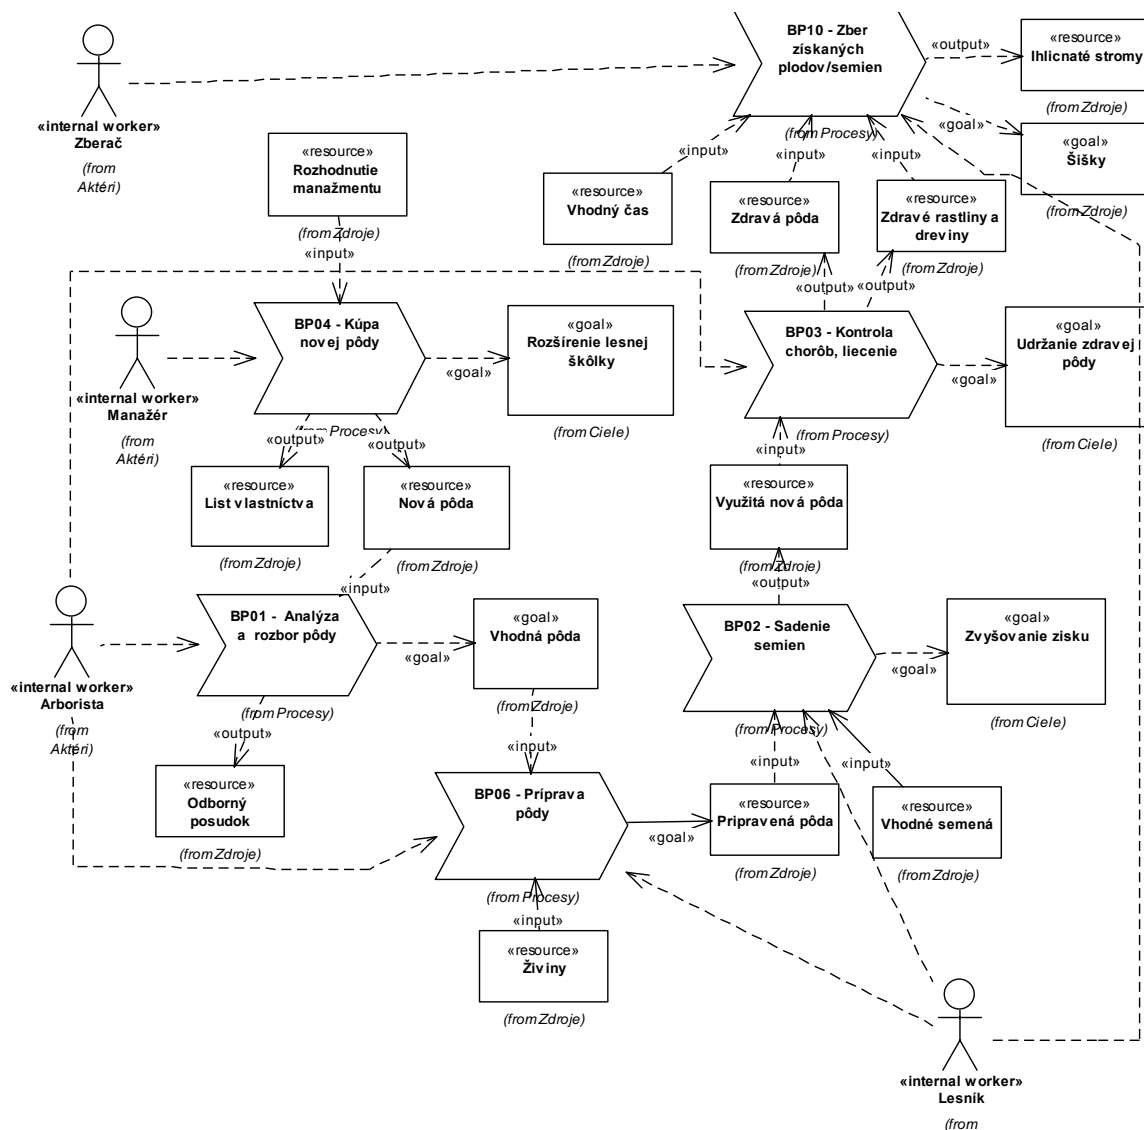 BP10 - Zber
získaných
plodov/semien
«output»
«resource»
Ihlicnaté stromy
(from Zdroje)
«internal worker»
Zberač
(from
Aktéri)
(from Procesy)
«goal»
«goal»
Šišky
(from Zdroje)
«resource»
Rozhodnutie
manažmentu
(from Zdroje)
«input»
«input»
«input»
«input»
«resource»
Vhodný čas
(from Zdroje)
«resource»
Zdravá pôda
(from Zdroje)
«resource»
Zdravé rastliny a
dreviny
(from Zdroje)
«output»
«output»
«internal worker»
Manažér
(from
Aktéri)
BP04 - Kúpa
novej pôdy
(from Procesy)
«goal»
«goal»
Rozšírenie lesnej
škôlky
(from Ciele)
BP03 - Kontrola
chorôb, liecenie
(from Procesy)
«goal»
«goal»
Udržanie zdravej
pôdy
(from Ciele)
«output»
«output»
«input»
«resource»
List vlastníctva
(from Zdroje)
«resource»
Nová pôda
(from Zdroje)
«resource»
Využitá nová pôda
(from Zdroje)
«input»
«output»
«internal worker»
Arborista
(from
Aktéri)
BP01 - Analýza
a rozbor pôdy
(from Procesy)
«goal»
«goal»
Vhodná pôda
(from Zdroje)
BP02 - Sadenie
semien
(from Procesy)
«goal»
«goal»
Zvyšovanie zisku
(from Ciele)
«output»
«input»
«input»
«input»
«resource»
Odborný
posudok
(from Zdroje)
BP06 - Príprava
pôdy
(from Procesy)
«goal»
«resource»
Pripravená pôda
(from Zdroje)
«resource»
Vhodné semená
(from Zdroje)
«input»
«resource»
Živiny
(from Zdroje)
«internal worker»
Lesník
(from